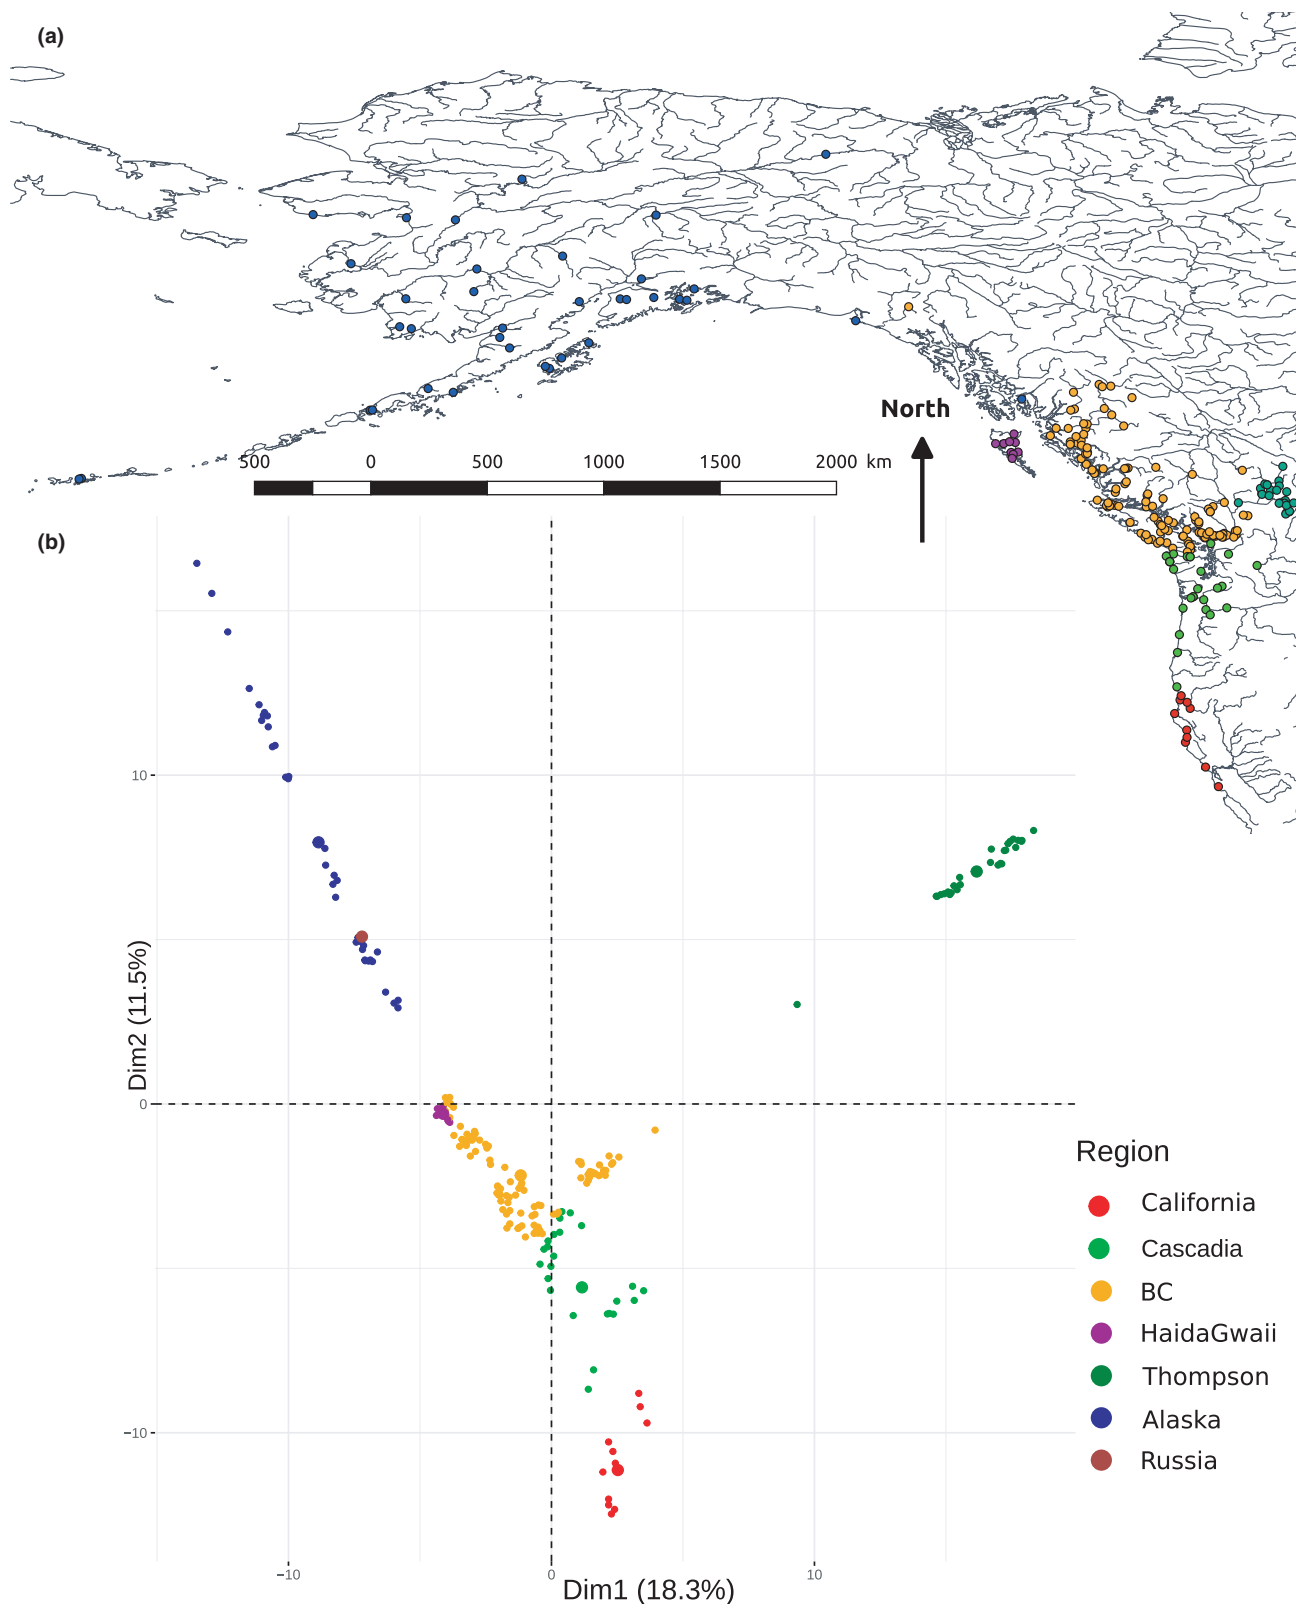 (a)
North
500 0 500 1000 1500 2000 km
(b)
10
0
−10
Dim2 (11.5%)
−10 0 10
Dim1 (18.3%)
Region
California
Cascadia
BC
HaidaGwaii
Thompson
Alaska
Russia